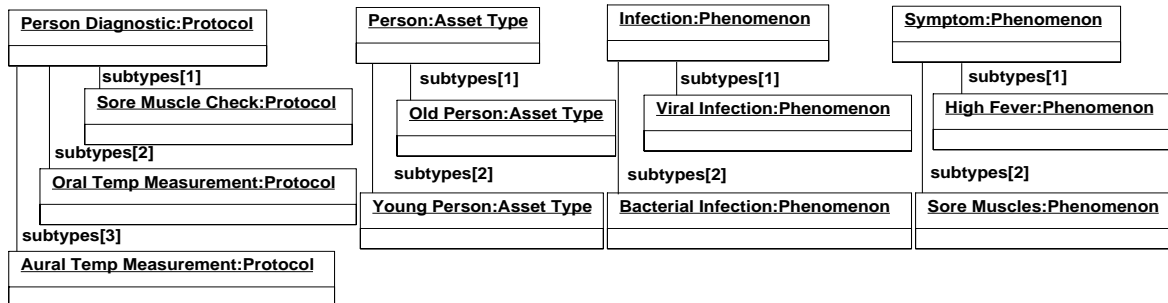 Person Diagnostic:Protocol
subtypes[1]
Sore Muscle Check:Protocol
subtypes[2]
Oral Temp Measurement:Protocol
subtypes[3]
Aural Temp Measurement:Protocol
Person:Asset Type
subtypes[1]
Old Person:Asset Type
subtypes[2]
Young Person:Asset Type
Infection:Phenomenon
subtypes[1]
Viral Infection:Phenomenon
subtypes[2]
Bacterial Infection:Phenomenon
Symptom:Phenomenon
subtypes[1]
High Fever:Phenomenon
subtypes[2]
Sore Muscles:Phenomenon